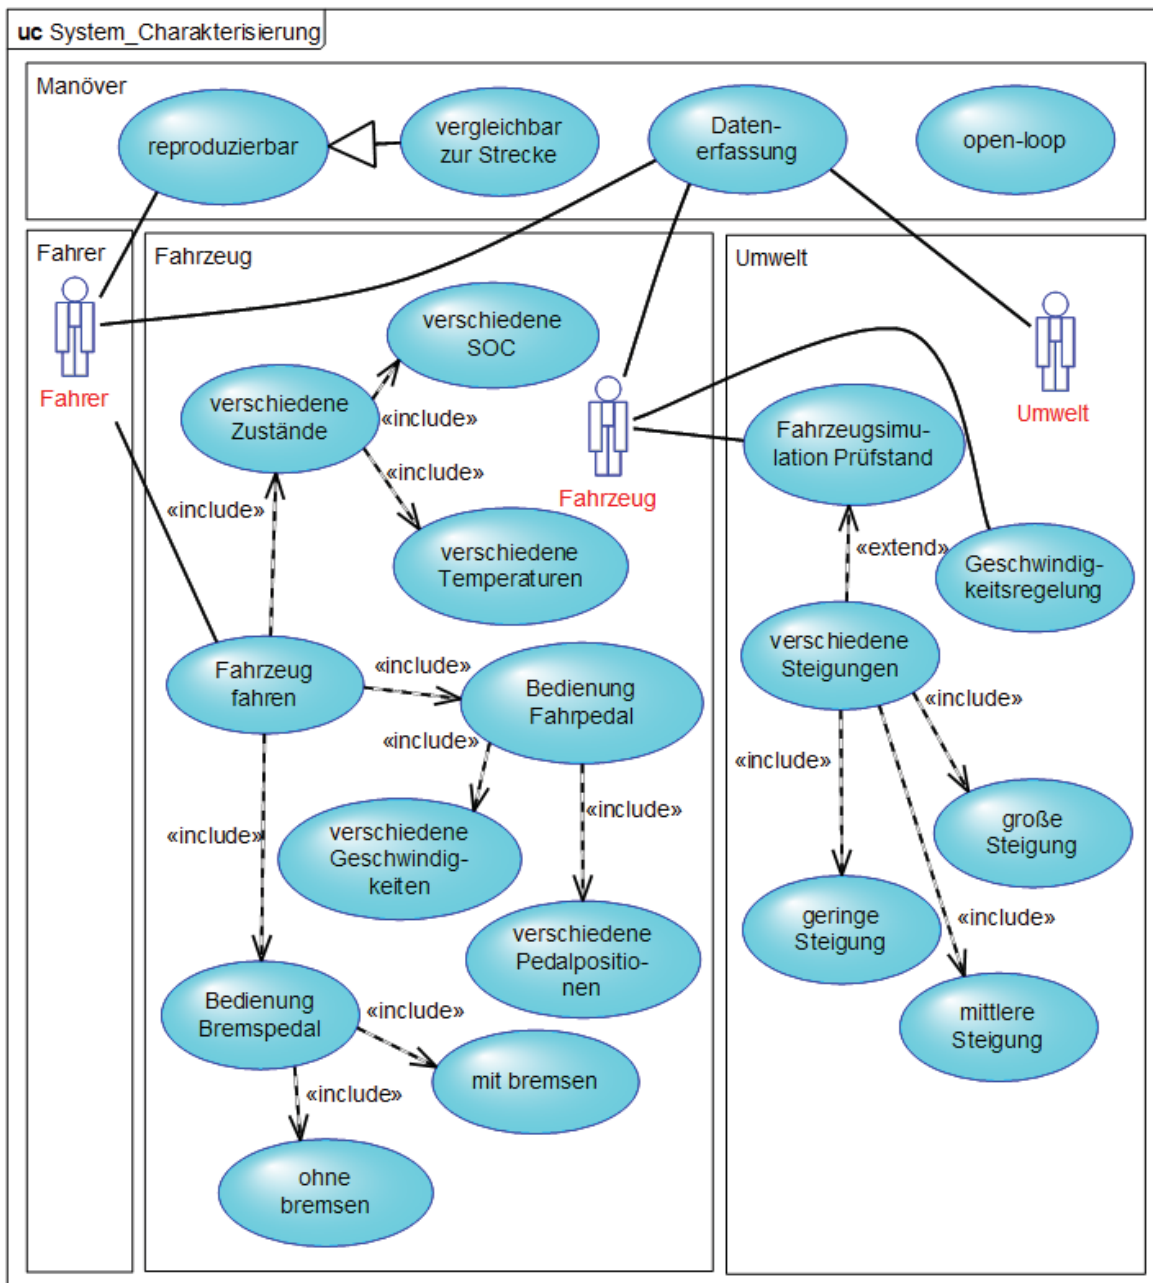 uc System_Charakterisierung
Manöver
reproduzierbar
vergleichbar
zur Strecke
Daten-
erfassung
open-loop
Fahrer
Fahrer
Fahrzeug
verschiedene
SOC
verschiedene
Zustände
«include»
«include»
«include»
verschiedene
Temperaturen
Fahrzeug
Fahrzeug
fahren
«include»
Bedienung
Fahrpedal
«include»
«include»
verschiedene
Geschwindig-
keiten
verschiedene
Pedalpositio-
nen
«include»
Bedienung
Bremspedal
«include»
mit bremsen
«include»
ohne
bremsen
Umwelt
Umwelt
Fahrzeugsimu-
lation Prüfstand
«extend»
Geschwindig-
keitsregelung
verschiedene
Steigungen
«include»
«include»
große
Steigung
geringe
Steigung
«include»
mittlere
Steigung